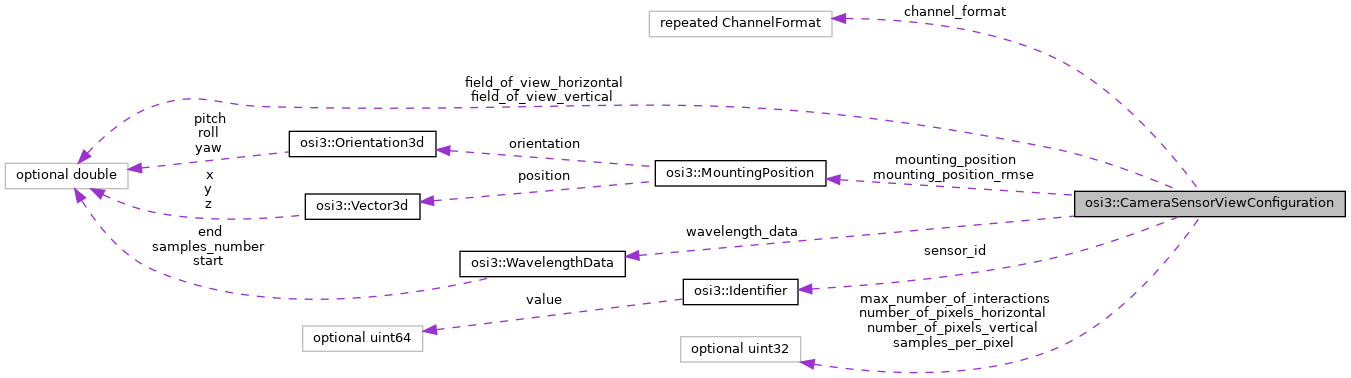 channel_format
repeated ChannelFormat
field_of_view_horizontal
field_of_view_vertical
pitch
roll
yaw
osi3::Orientation3d
orientation
mounting_position
mounting_position_rmse
optional double
x
y
z
position
osi3::MountingPosition
osi3::Vector3d
osi3::CameraSensorViewConfiguration
end
samples_number
start
wavelength_data
osi3::WavelengthData
sensor_id
osi3::Identifier
value
max_number_of_interactions
number_of_pixels_horizontal
number_of_pixels_vertical
samples_per_pixel
optional uint64
optional uint32